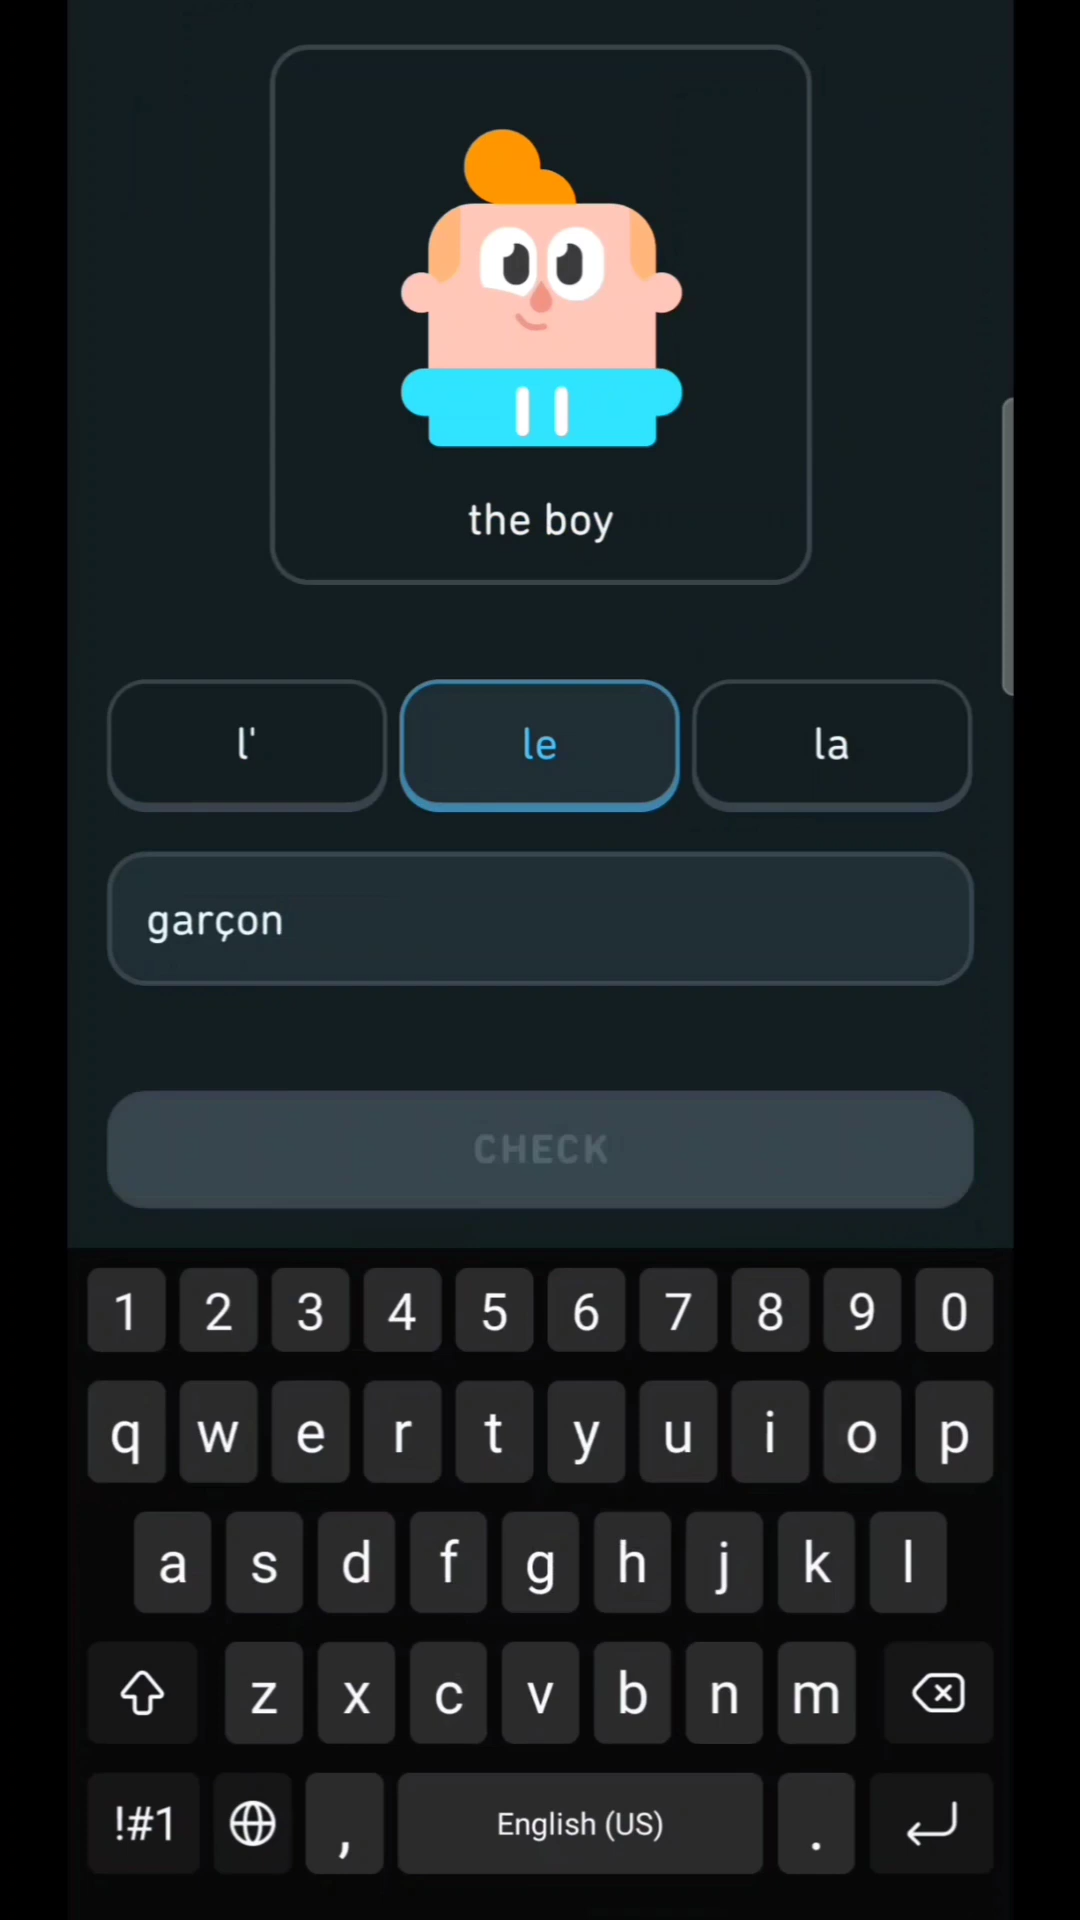 the boy
l' le la
garçon
CHECK
1 2 3 4 5 6 7 8 9 0
q w e r t y u i o p
a s d f g h j k l
z x c v b n m
!#1 , English (US) .